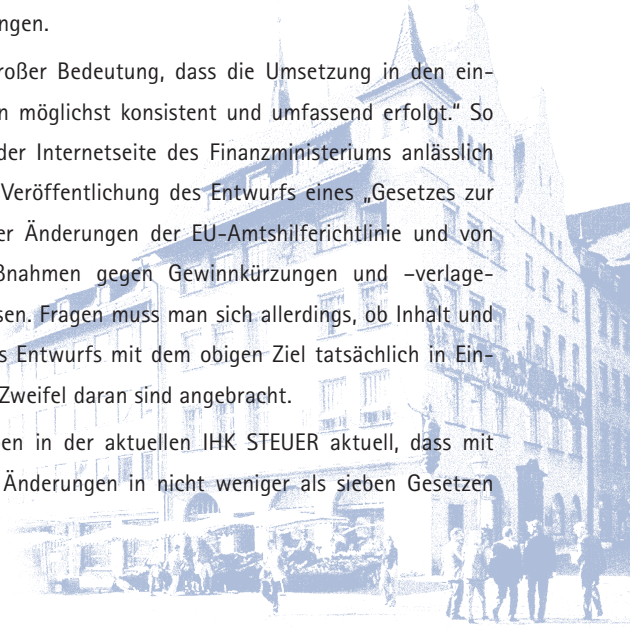 ngen.
roßer Bedeutung, dass die Umsetzung in den ein-
n möglichst konsistent und umfassend erfolgt.“ So
der Internetseite des Finanzministeriums anlässlich
Veröffentlichung des Entwurfs eines „Gesetzes zur
er Änderungen der EU-Amtshilferichtlinie und von
ßnahmen gegen Gewinnkürzungen und –verlage-
sen. Fragen muss man sich allerdings, ob Inhalt und
s Entwurfs mit dem obigen Ziel tatsächlich in Ein-
Zweifel daran sind angebracht.
en in der aktuellen IHK STEUER aktuell, dass mit
Änderungen in nicht weniger als sieben Gesetzen